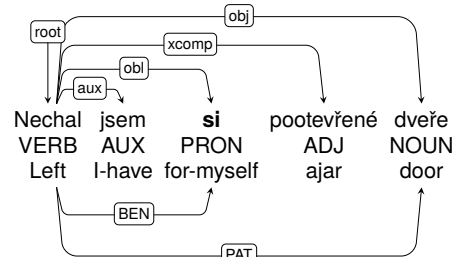 obj
root
xcomp
obl
aux
Nechal jsem si pootevřené dveře
VERB AUX PRON ADJ NOUN
Left I-have for-myself ajar door
BEN
PAT